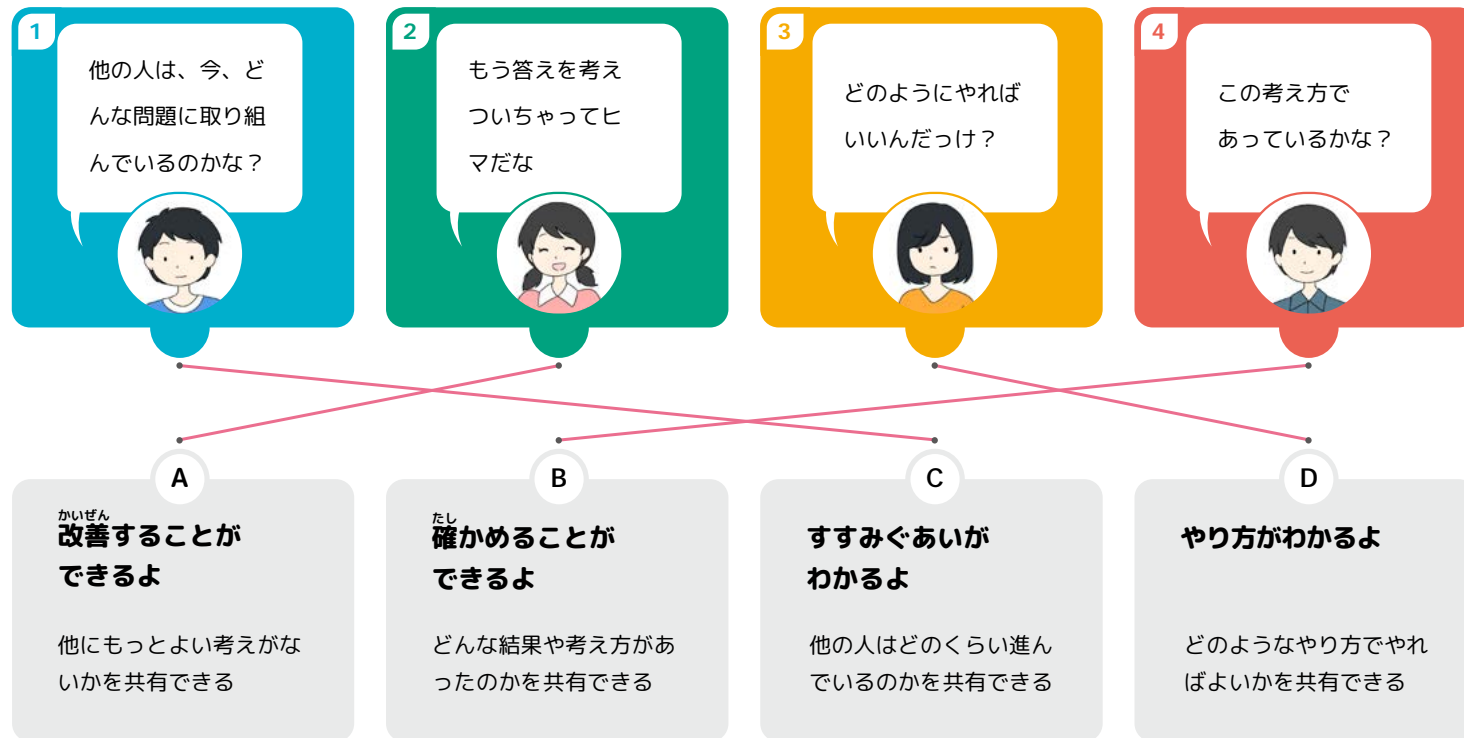 1
他の人は、今、ど
んな問題に取り組
んでいるのかな？
2
もう答えを考え
ついちゃってヒ
マだな
3
どのようにやれば
いいんだっけ？
4
この考え方で
あっているかな？
A
かいぜん
改善することが
できるよ
他にもっとよい考えがな
いかを共有できる
B
たし
確かめることが
できるよ
どんな結果や考え方があ
ったのかを共有できる
C
すすみぐあいが
わかるよ
他の人はどのくらい進ん
でいるのかを共有できる
D
やり方がわかるよ
どのようなやり方でやれ
ばよいかを共有できる